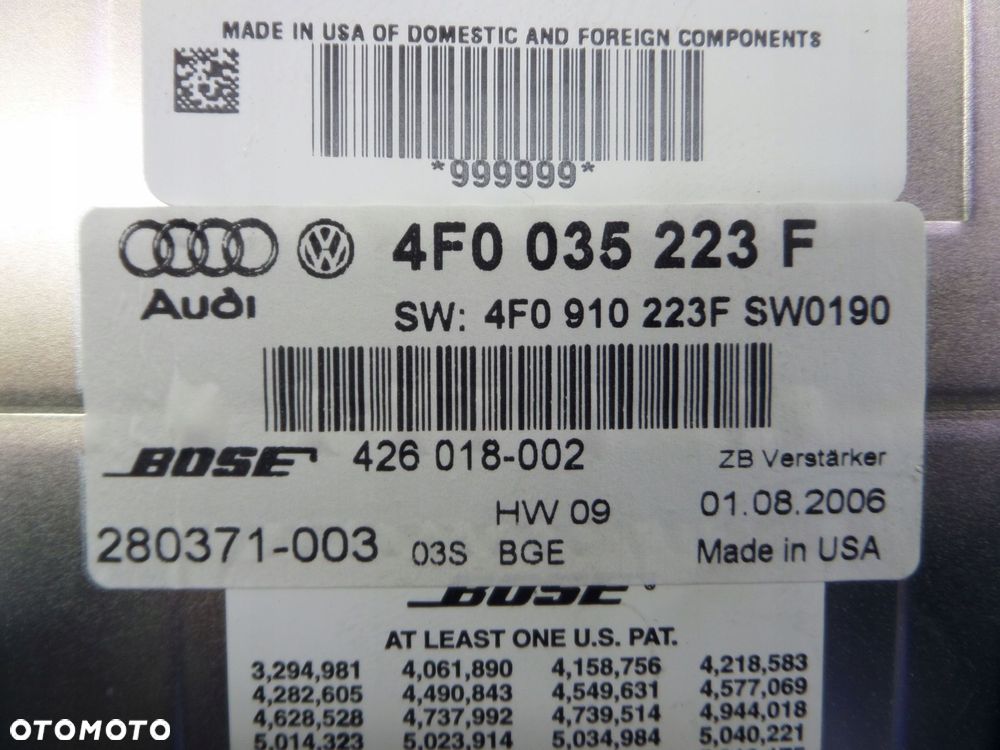 MADE IN USA OF DOMESTIC AND FOREIGN COMPONENTS
*999999*
4F0 035 223 F
Audi
SW: 4F0 910 223F SW0190
BOSE 426 018-002 ZB Verstärker
HW 09 01.08.2006
280371-003 03S BGE Made in USA
BOSE®
AT LEAST ONE U.S. PAT.
3,294,981 4,061,890 4,158,756 4,218,583
4,282,605 4,490,843 4,549,631 4,577,069
4,628,528 4,737,992 4,739,514 4,944,018
5,014,323 5,023,914 5,034,984 5,040,221
OTOMOTO